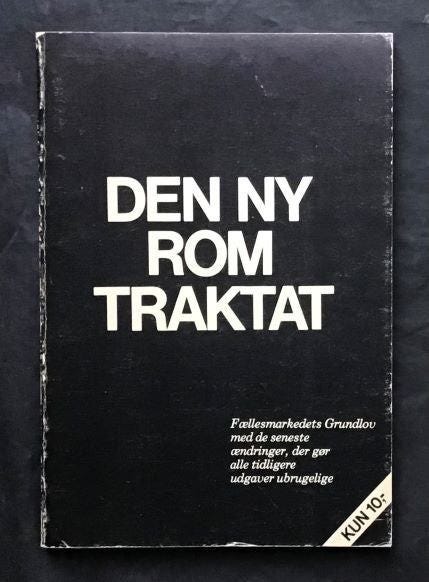 DEN NY
ROM
TRAKTAT
Fællesmarkedets Grundlov
med de seneste
ændringer, der gør
alle tidligere
udgaver ubrugelige
KUN 10,-